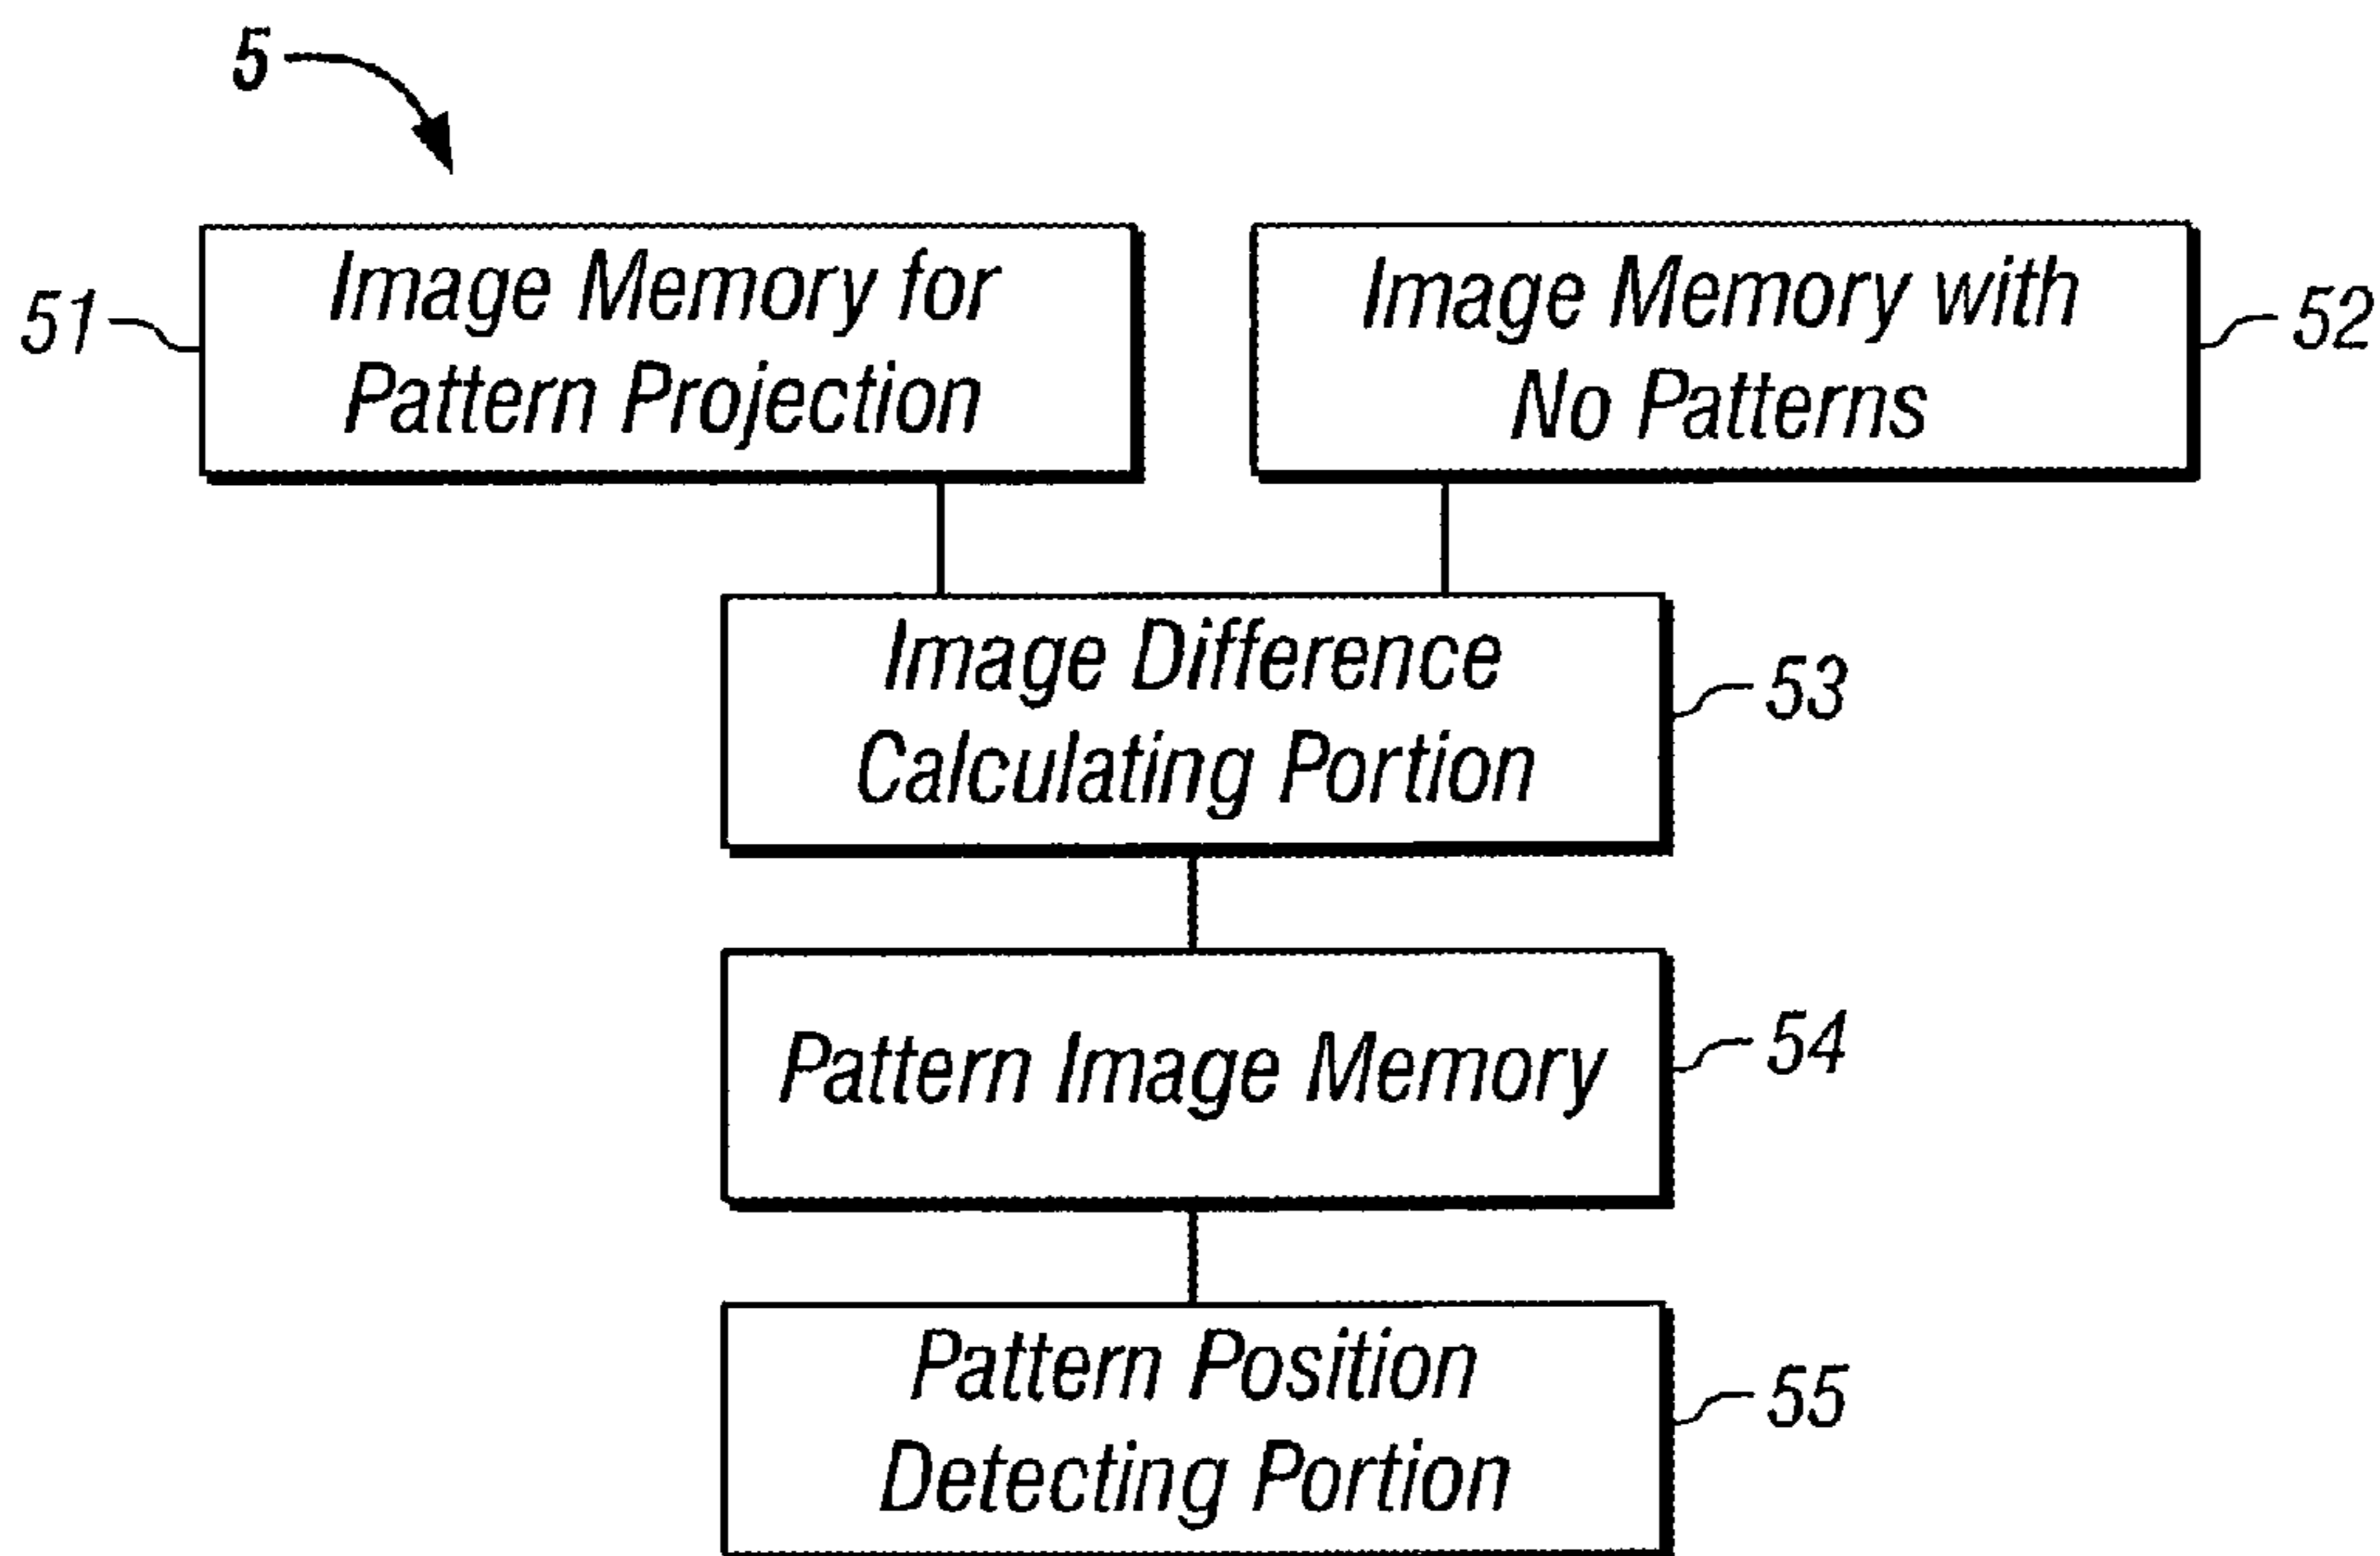 5
Image Memory for
Pattern Projection
51
Image Memory with
No Patterns
52
Image Difference
Calculating Portion
53
Pattern Image Memory
54
Pattern Position
Detecting Portion
55